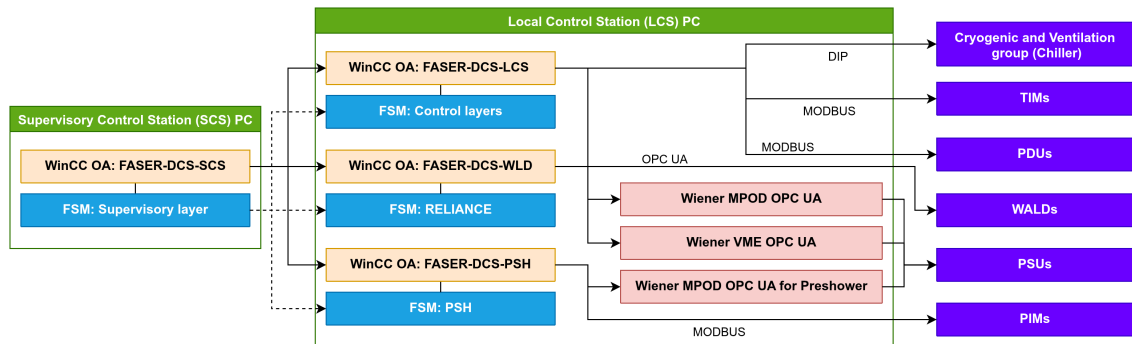 Local Control Station (LCS) PC
Cryogenic and Ventilation
group (Chiller)
WinCC OA: FASER-DCS-LCS
DIP
FSM: Control layers
TIMs
MODBUS
Supervisory Control Station (SCS) PC
WinCC OA: FASER-DCS-SCS
FSM: Supervisory layer
WinCC OA: FASER-DCS-WLD
OPC UA
MODBUS
PDUs
FSM: RELIANCE
Wiener MPOD OPC UA
WALDs
Wiener VME OPC UA
WinCC OA: FASER-DCS-PSH
PSUs
Wiener MPOD OPC UA for Preshower
FSM: PSH
MODBUS
PIMs